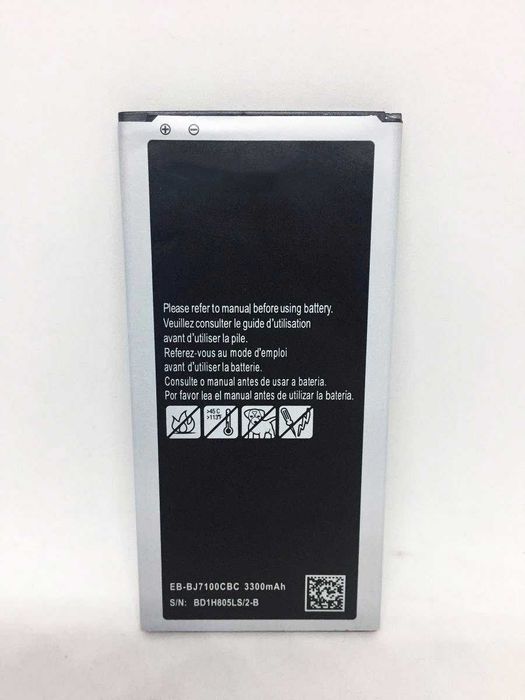 Please refer to manual before using battery.
Veuillez consulter le guide d'utilisation
avant d'utiliser la pile.
Referez-vous au mode d'emploi
avant d'utiliser la batterie.
Consulte o manual antes de usar a bateria.
Por favor lea el manual antes de utilizar la batería.
>45 C
>113 F
EB-BJ7100CBC 3300mAh
S/N: BD1H805LS/2-B